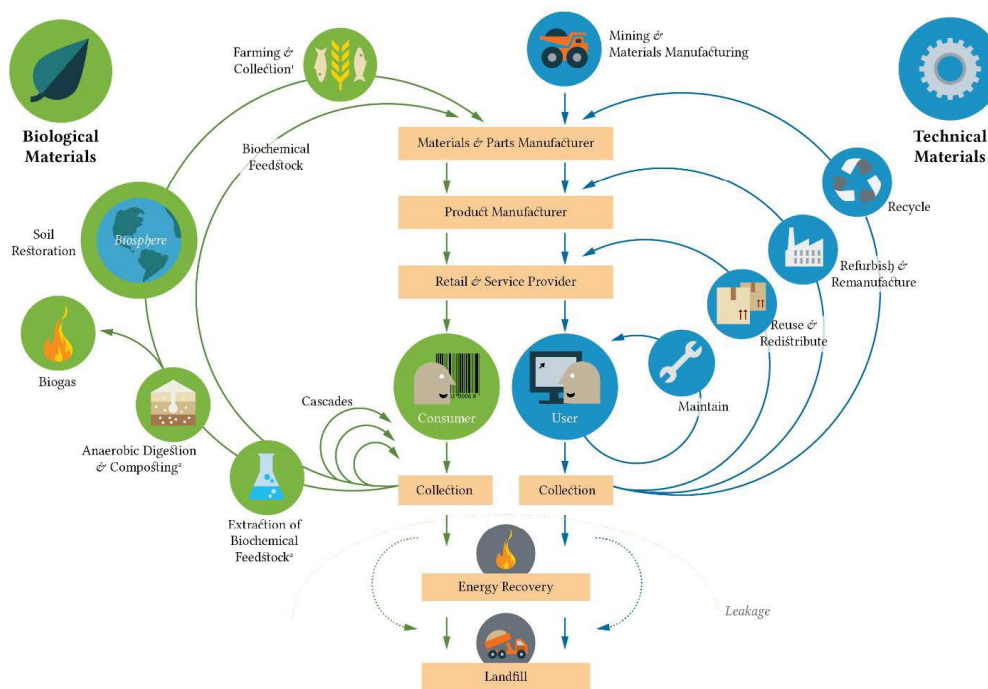 Biological
Materials
Farming &
Collection¹
Mining &
Materials Manufacturing
Technical
Materials
Biochemical
Feedstock
Materials & Parts Manufacturer
Product Manufacturer
Retail & Service Provider
Recycle
Refurbish &
Remanufacture
Reuse &
Redistribute
Maintain
Soil
Restoration
Biosphere
Biogas
Anaerobic Digestion
& Composting²
Cascades
Consumer
User
Collection
Collection
Extraction of
Biochemical
Feedstock²
Energy Recovery
Leakage
Landfill